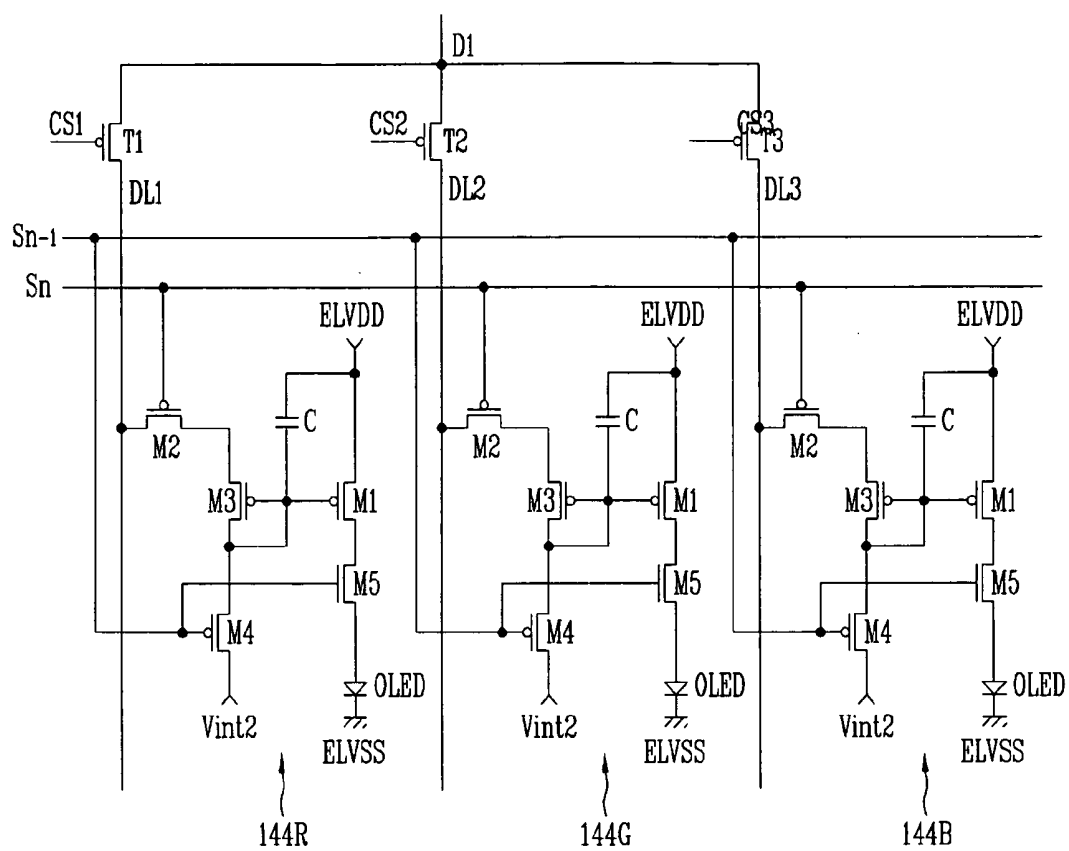 D1
CS1
T1
CS2
T2
CS3
T3
DL1
DL2
DL3
Sn-1
Sn
ELVDD
ELVDD
ELVDD
C
C
C
M2
M2
M2
M3
M1
M3
M1
M3
M1
M5
M5
M5
M4
M4
M4
OLED
OLED
OLED
Vint2
Vint2
Vint2
ELVSS
ELVSS
ELVSS
144R
144G
144B